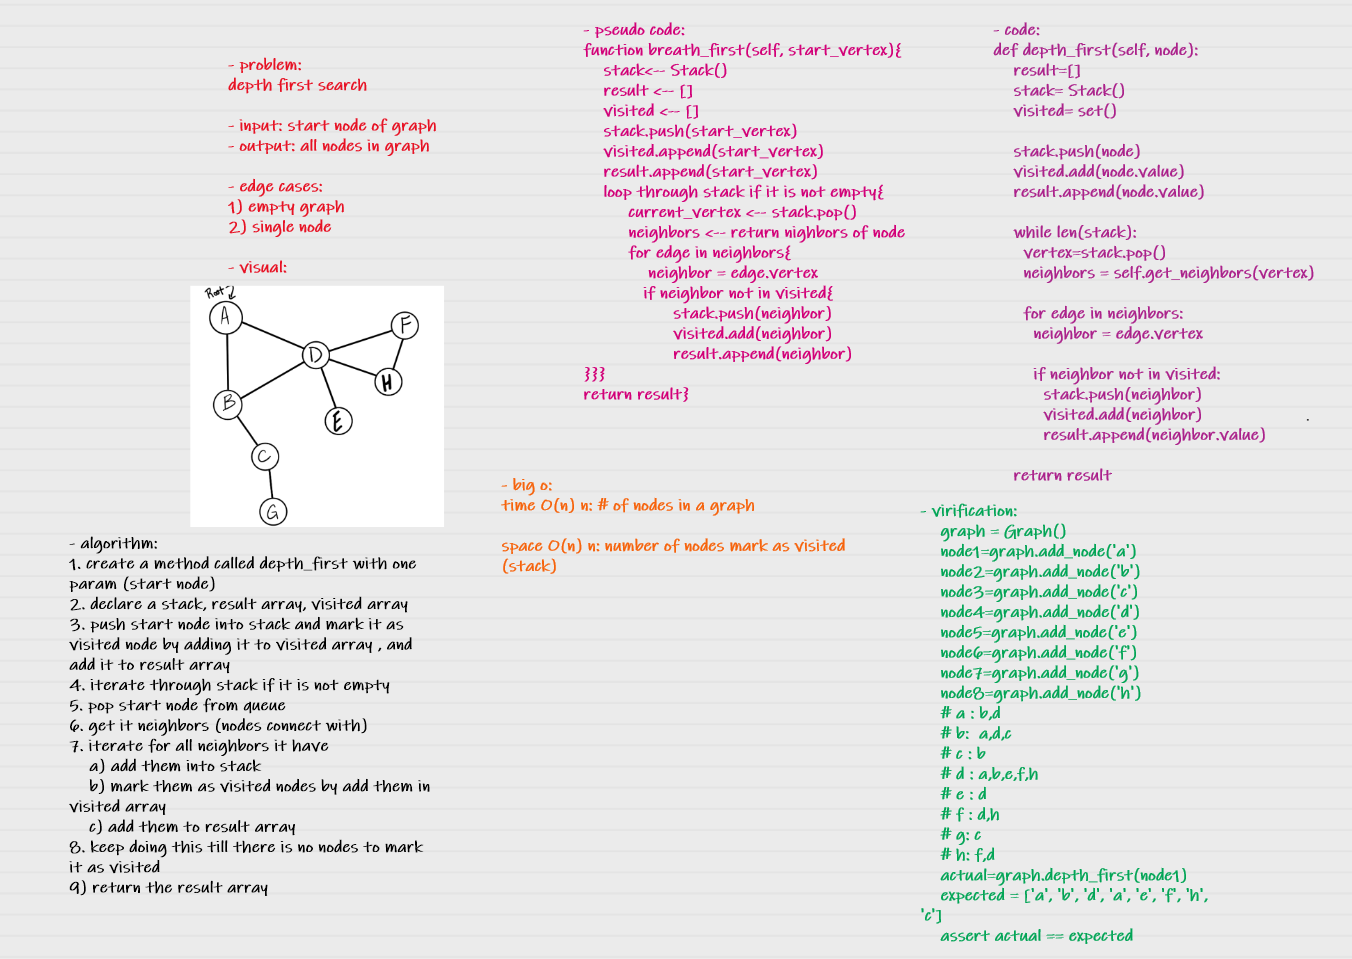 - problem:
depth first search
- input: start node of graph
- output: all nodes in graph
- edge cases:
1) empty graph
2) single node
- visual:
Root
A
F
D
H
B
E
C
G
- algorithm:
1. create a method called depth_first with one
param (start node)
2. declare a stack, result array, visited array
3. push start node into stack and mark it as
visited node by adding it to visited array , and
add it to result array
4. iterate through stack if it is not empty
5. pop start node from queue
6. get it neighbors (nodes connect with)
7. iterate for all neighbors it have
a) add them into stack
b) mark them as visited nodes by add them in
visited array
c) add them to result array
8. keep doing this till there is no nodes to mark
it as visited
9) return the result array
- pseudo code:
function breath_first(self, start_vertex){
stack<-- Stack()
result <-- []
visited <-- []
stack.push(start_vertex)
visited.append(start_vertex)
result.append(start_vertex)
loop through stack if it is not empty{
current_vertex <-- stack.pop()
neighbors <-- return nighbors of node
for edge in neighbors{
neighbor = edge.vertex
if neighbor not in visited{
stack.push(neighbor)
visited.add(neighbor)
result.append(neighbor)
}}}
return result}
- big o:
time O(n) n: # of nodes in a graph
space O(n) n: number of nodes mark as visited
(stack)
- code:
def depth_first(self, node):
result=[]
stack= Stack()
visited= set()
stack.push(node)
visited.add(node.value)
result.append(node.value)
while len(stack):
vertex=stack.pop()
neighbors = self.get_neighbors(vertex)
for edge in neighbors:
neighbor = edge.vertex
if neighbor not in visited:
stack.push(neighbor)
visited.add(neighbor)
result.append(neighbor.value)
return result
- virification:
graph = Graph()
node1=graph.add_node('a')
node2=graph.add_node('b')
node3=graph.add_node('c')
node4=graph.add_node('d')
node5=graph.add_node('e')
node6=graph.add_node('f')
node7=graph.add_node('g')
node8=graph.add_node('h')
# a : b,d
# b: a,d,c
# c : b
# d : a,b,e,f,h
# e : d
# f : d,h
# g: c
# h: f,d
actual=graph.depth_first(node1)
expected = ['a', 'b', 'd', 'a', 'e', 'f', 'h',
'c']
assert actual == expected